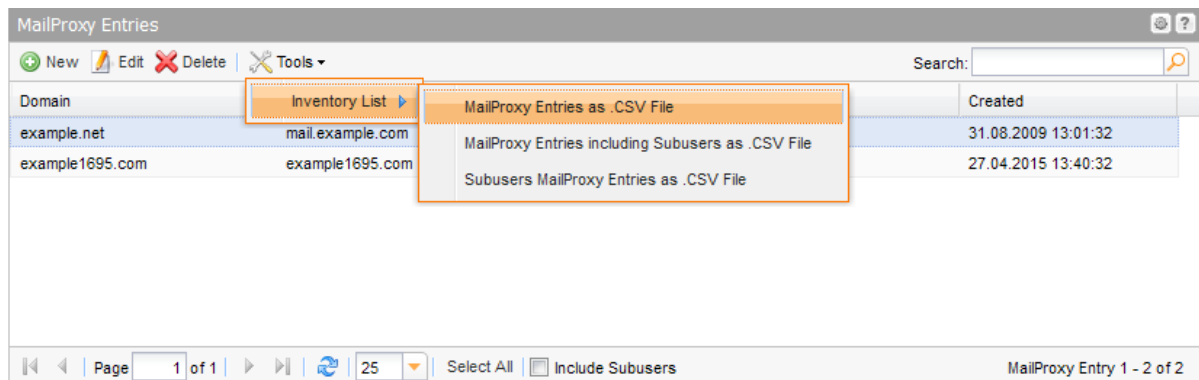 MailProxy Entries ?
New Edit Delete Tools Search:
Domain Inventory List MailProxy Entries as .CSV File Created
example.net mail.example.com MailProxy Entries including Subusers as .CSV File 31.08.2009 13:01:32
example1695.com example1695.com Subusers MailProxy Entries as .CSV File 27.04.2015 13:40:32
Page 1 of 1 25 Select All Include Subusers MailProxy Entry 1 - 2 of 2